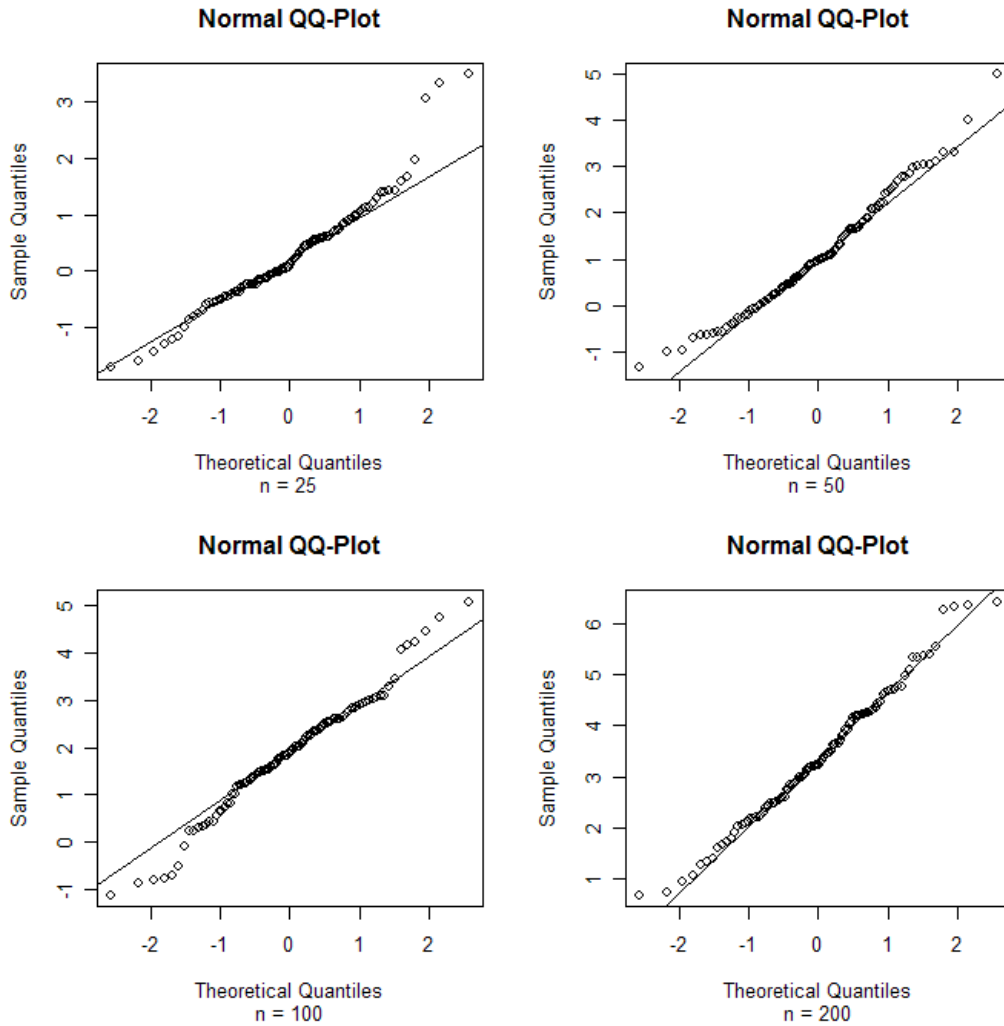 Normal QQ-Plot
Sample Quantiles
3
2
1
0
-1
-2 -1 0 1 2
Theoretical Quantiles
n = 25
Normal QQ-Plot
Sample Quantiles
5
4
3
2
1
0
-1
-2 -1 0 1 2
Theoretical Quantiles
n = 50
Normal QQ-Plot
Sample Quantiles
5
4
3
2
1
0
-1
-2 -1 0 1 2
Theoretical Quantiles
n = 100
Normal QQ-Plot
Sample Quantiles
6
5
4
3
2
1
-2 -1 0 1 2
Theoretical Quantiles
n = 200